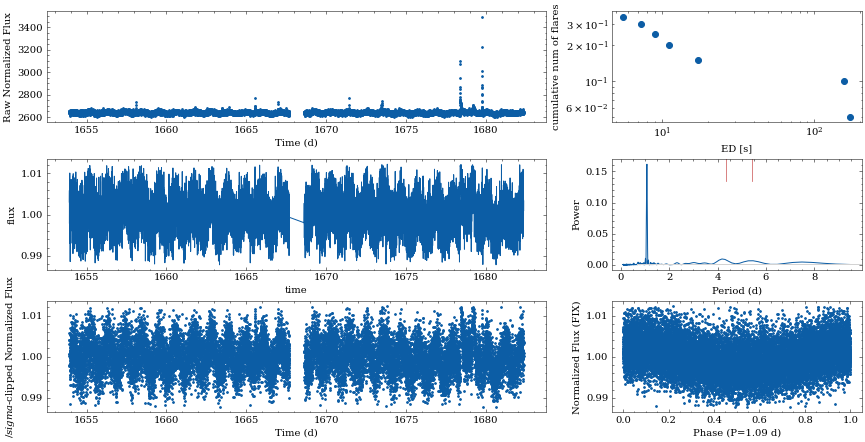 Raw Normalized Flux
3400
3200
3000
2800
2600
1655 1660 1665 1670 1675 1680
Time (d)
cumulative num of flares
3 × 10⁻¹
2 × 10⁻¹
10⁻¹
6 × 10⁻²
10¹ 10²
ED [s]
flux
1.01
1.00
0.99
1655 1660 1665 1670 1675 1680
time
Power
0.15
0.10
0.05
0.00
0 2 4 6 8
Period (d)
/sigma-clipped Normalized Flux
1.01
1.00
0.99
1655 1660 1665 1670 1675 1680
Time (d)
Normalized Flux (FIX)
1.01
1.00
0.99
0.0 0.2 0.4 0.6 0.8 1.0
Phase (P=1.09 d)